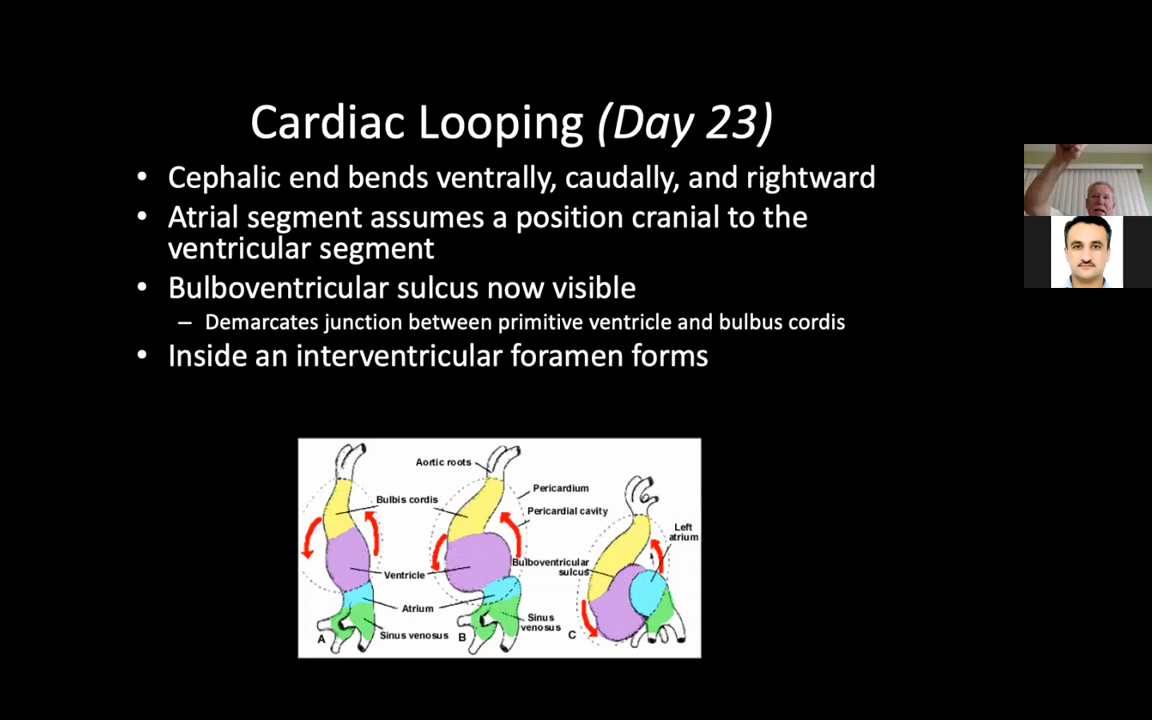 Cardiac Looping (Day 23)
• Cephalic end bends ventrally, caudally, and rightward
• Atrial segment assumes a position cranial to the
ventricular segment
• Bulboventricular sulcus now visible
– Demarcates junction between primitive ventricle and bulbus cordis
• Inside an interventricular foramen forms
Aortic roots
Pericardium
Bulbis cordis
Pericardial cavity
Left
atrium
Bulboventricular
sulcus
Ventricle
Atrium
Sinus
venosus
Sinus venosus
A
B
C